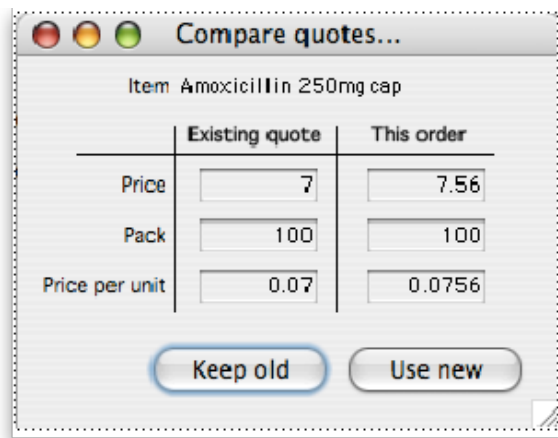 Compare quotes...
Item Amoxicillin 250mg cap
Existing quote This order
Price 7 7.56
Pack 100 100
Price per unit 0.07 0.0756
Keep old Use new